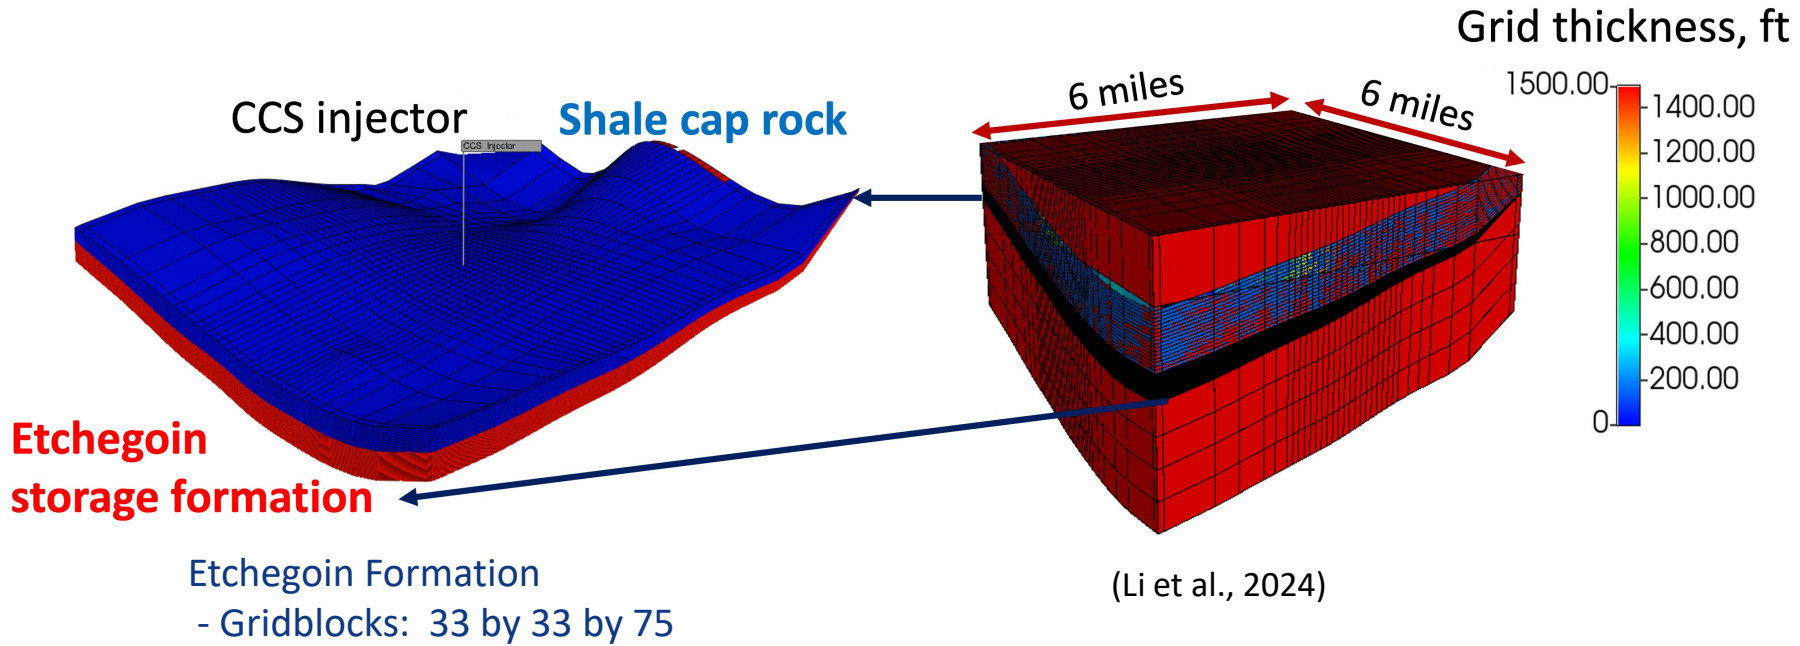 Grid thickness, ft
1500.00
1400.00
1200.00
1000.00
800.00
600.00
400.00
200.00
0
6 miles
6 miles
CCS injector
Shale cap rock
CCS Injector
Etchegoin
storage formation
Etchegoin Formation
- Gridblocks: 33 by 33 by 75
(Li et al., 2024)